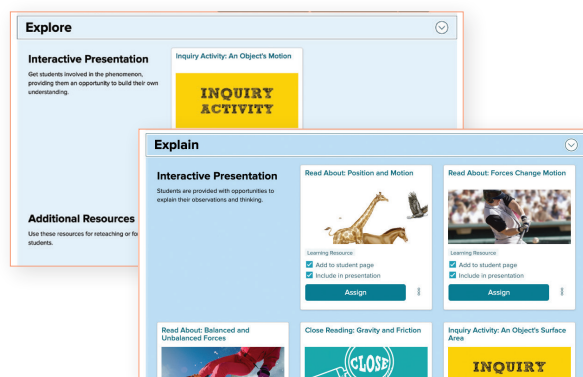 Explore
Interactive Presentation
Get students involved in the phenomenon,
providing them an opportunity to build their own
understanding.
Inquiry Activity: An Object's Motion
INQUIRY
ACTIVITY
Additional Resources
Use these resources for reteaching or fo
students.
Explain
Interactive Presentation
Students are provided with opportunities to
explain their observations and thinking.
Read About: Position and Motion
Learning Resource
Add to student page
Include in presentation
Assign
Read About: Forces Change Motion
Learning Resource
Add to student page
Include in presentation
Assign
Read About: Balanced and
Unbalanced Forces
Close Reading: Gravity and Friction
CLOSE
Inquiry Activity: An Object's Surface
Area
INQUIRY